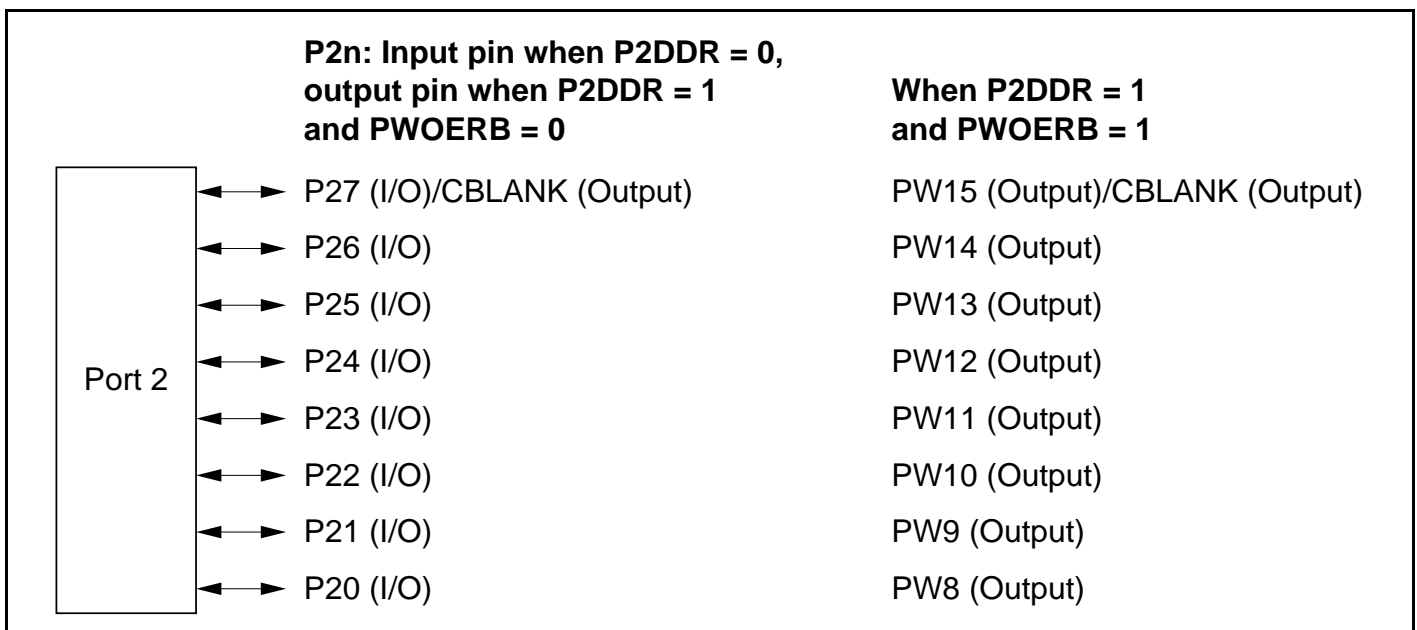 P2n: Input pin when P2DDR = 0,
output pin when P2DDR = 1
and PWOERB = 0
When P2DDR = 1
and PWOERB = 1
Port 2
P27 (I/O)/CBLANK (Output)
PW15 (Output)/CBLANK (Output)
P26 (I/O)
PW14 (Output)
P25 (I/O)
PW13 (Output)
P24 (I/O)
PW12 (Output)
P23 (I/O)
PW11 (Output)
P22 (I/O)
PW10 (Output)
P21 (I/O)
PW9 (Output)
P20 (I/O)
PW8 (Output)